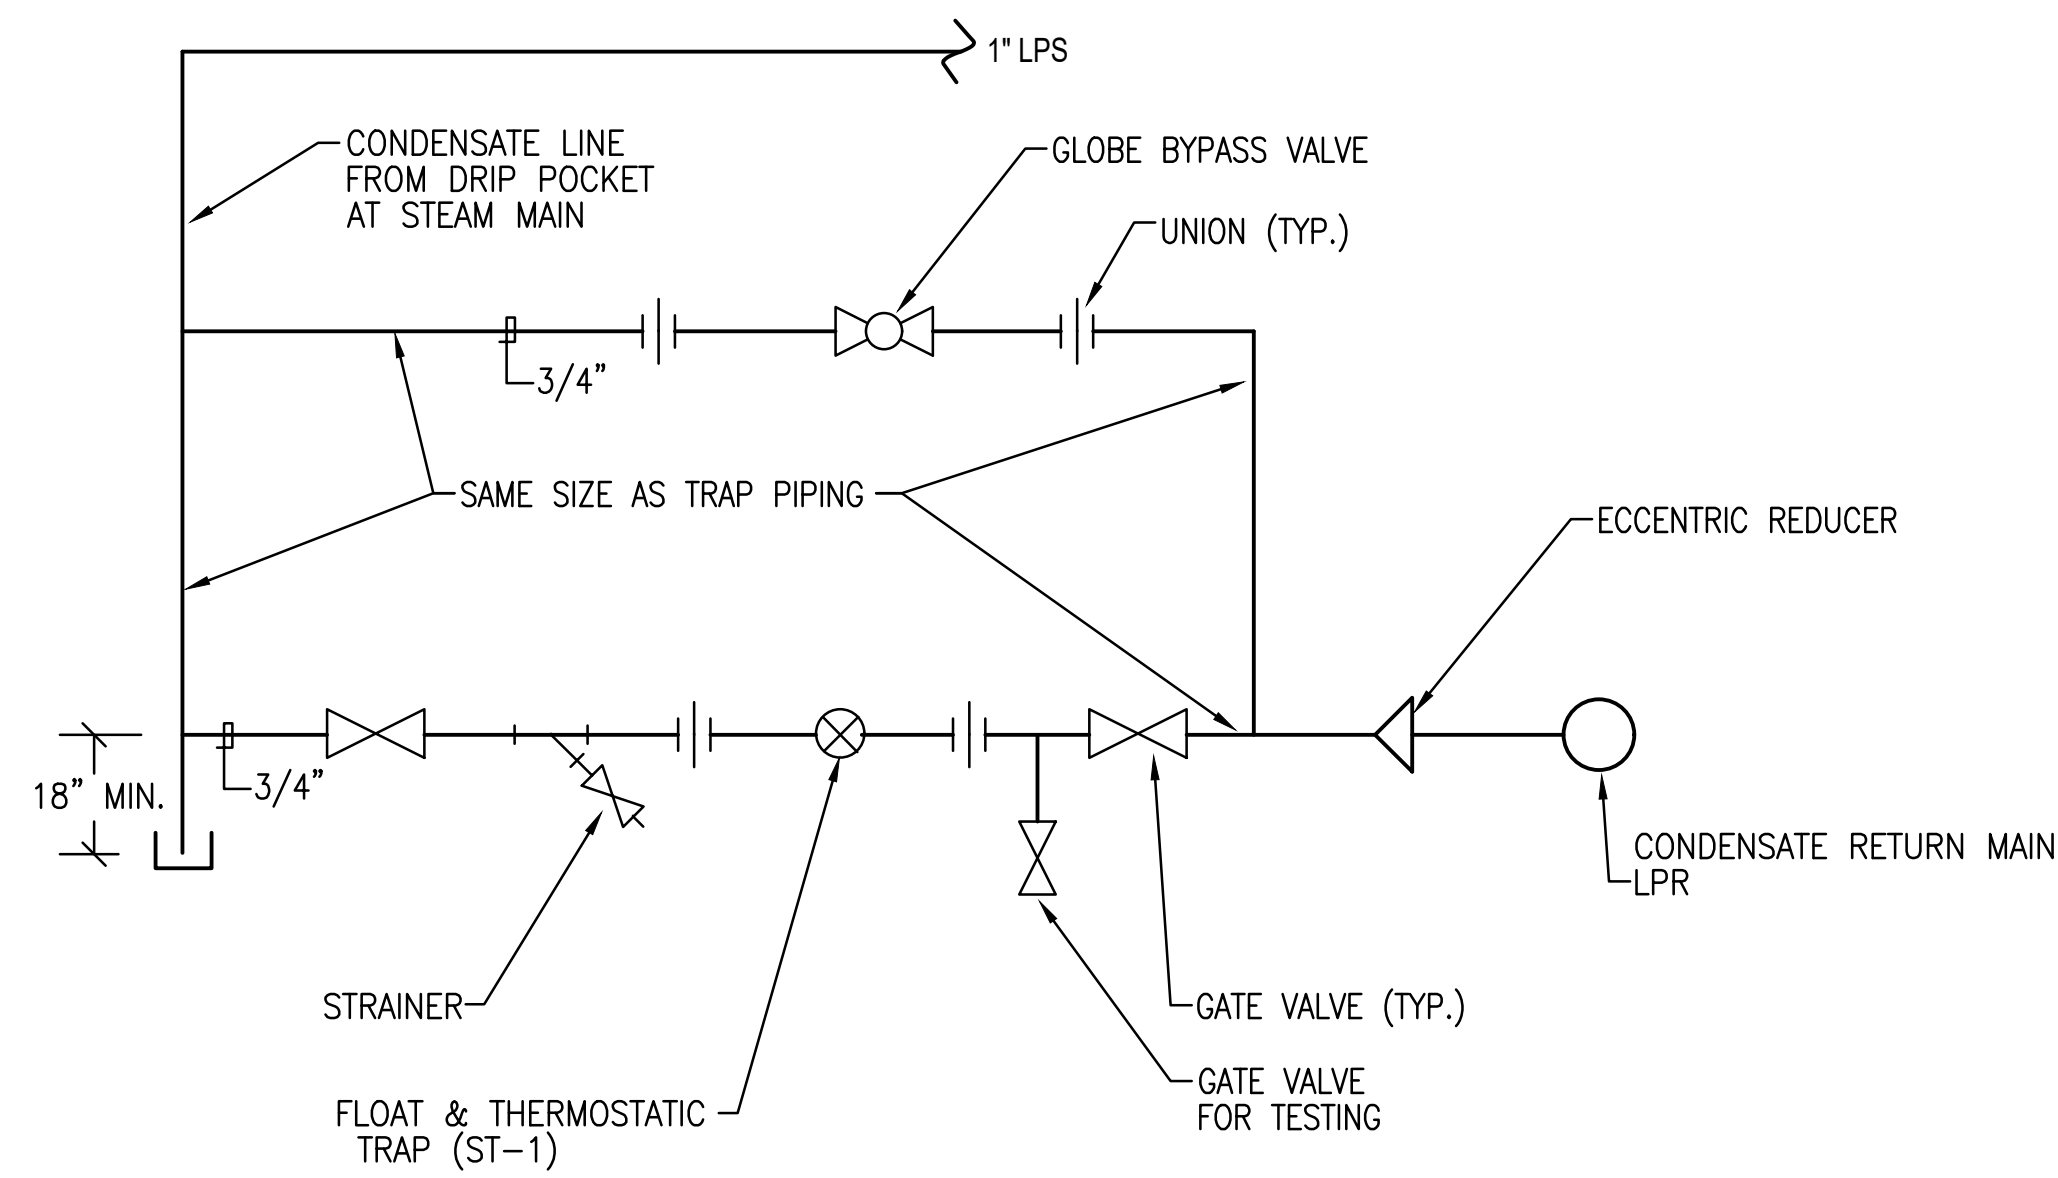 1" LPS
CONDENSATE LINE
FROM DRIP POCKET
AT STEAM MAIN
GLOBE BYPASS VALVE
UNION (TYP.)
3/4"
SAME SIZE AS TRAP PIPING
ECCENTRIC REDUCER
18" MIN.
3/4"
CONDENSATE RETURN MAIN
LPR
STRAINER
GATE VALVE (TYP.)
GATE VALVE
FOR TESTING
FLOAT & THERMOSTATIC
TRAP (ST-1)